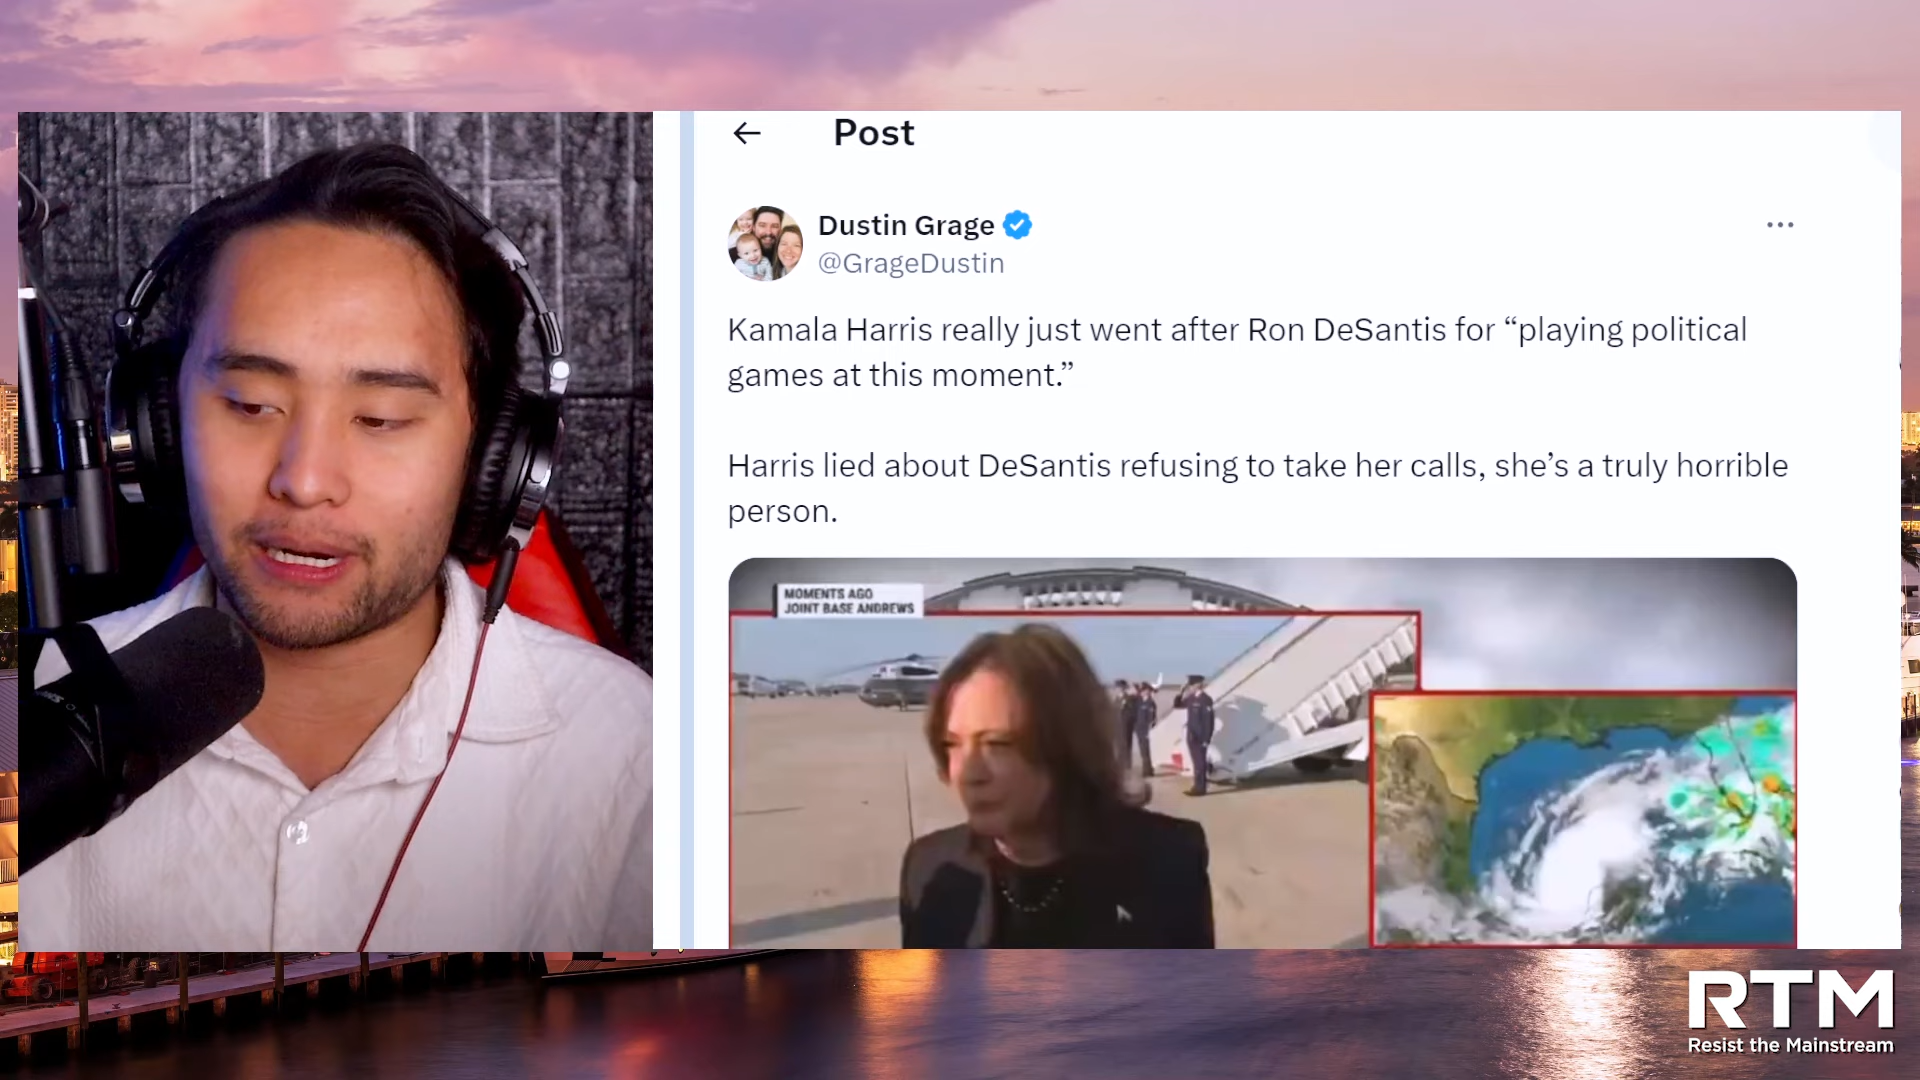 Post
Dustin Grage
@GrageDustin
Kamala Harris really just went after Ron DeSantis for “playing political
games at this moment.”
Harris lied about DeSantis refusing to take her calls, she’s a truly horrible
person.
MOMENTS AGO
JOINT BASE ANDREWS
RTM
Resist the Mainstream